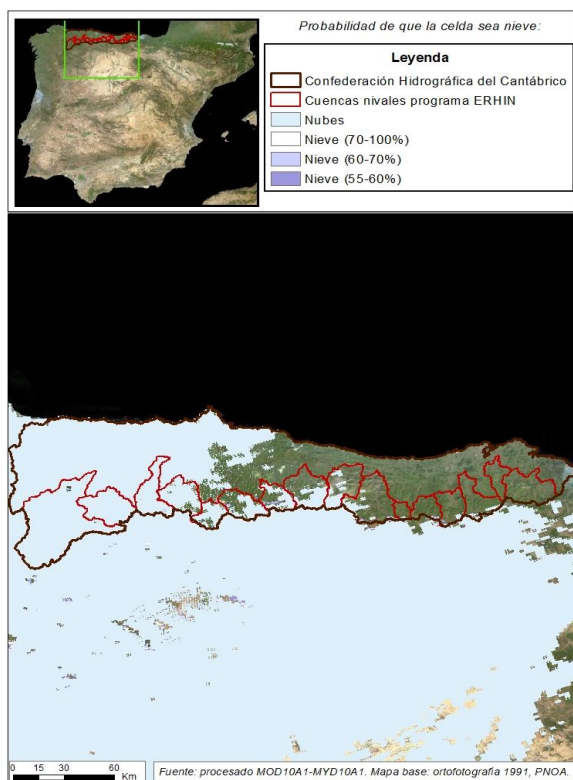 Probabilidad de que la celda sea nieve:
Leyenda
Confederación Hidrográfica del Cantábrico
Cuencas nivales programa ERHIN
Nubes
Nieve (70-100%)
Nieve (60-70%)
Nieve (55-60%)
0 15 30 60
Km
Fuente: procesado MOD10A1-MYD10A1. Mapa base: ortofotografía 1991, PNOA